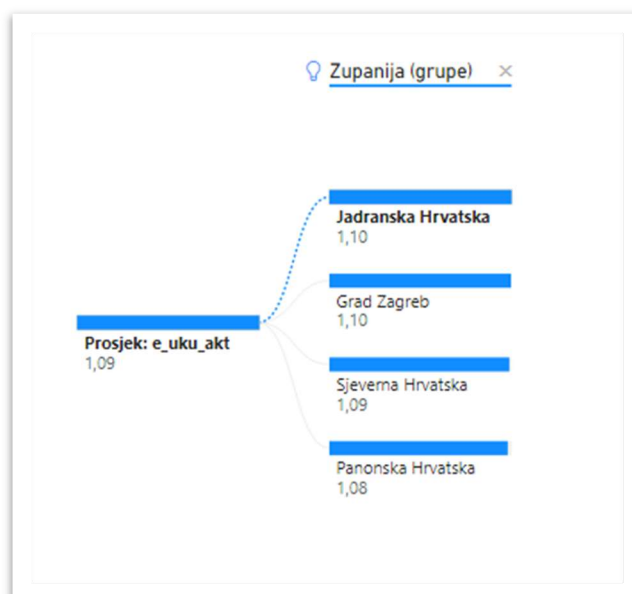 Zupanija (grupe)
Jadranska Hrvatska
1,10
Grad Zagreb
1,10
Prosjek: e_uku_akt
1,09
Sjeverna Hrvatska
1,09
Panonska Hrvatska
1,08